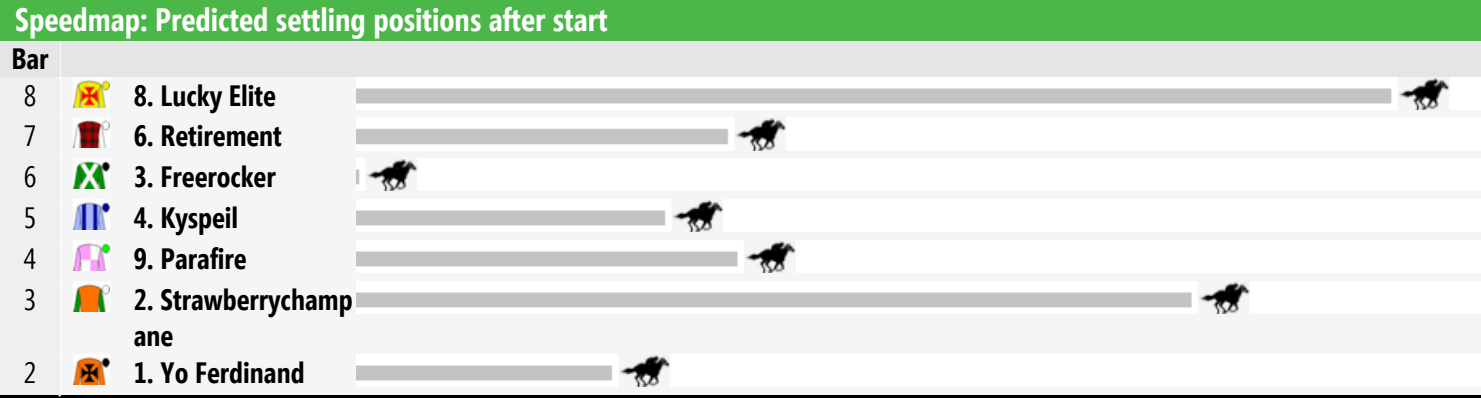 Speedmap: Predicted settling positions after start
Bar
8 8. Lucky Elite
7 6. Retirement
6 3. Freerocker
5 4. Kyspeil
4 9. Parafire
3 2. Strawberrychamp
ane
2 1. Yo Ferdinand